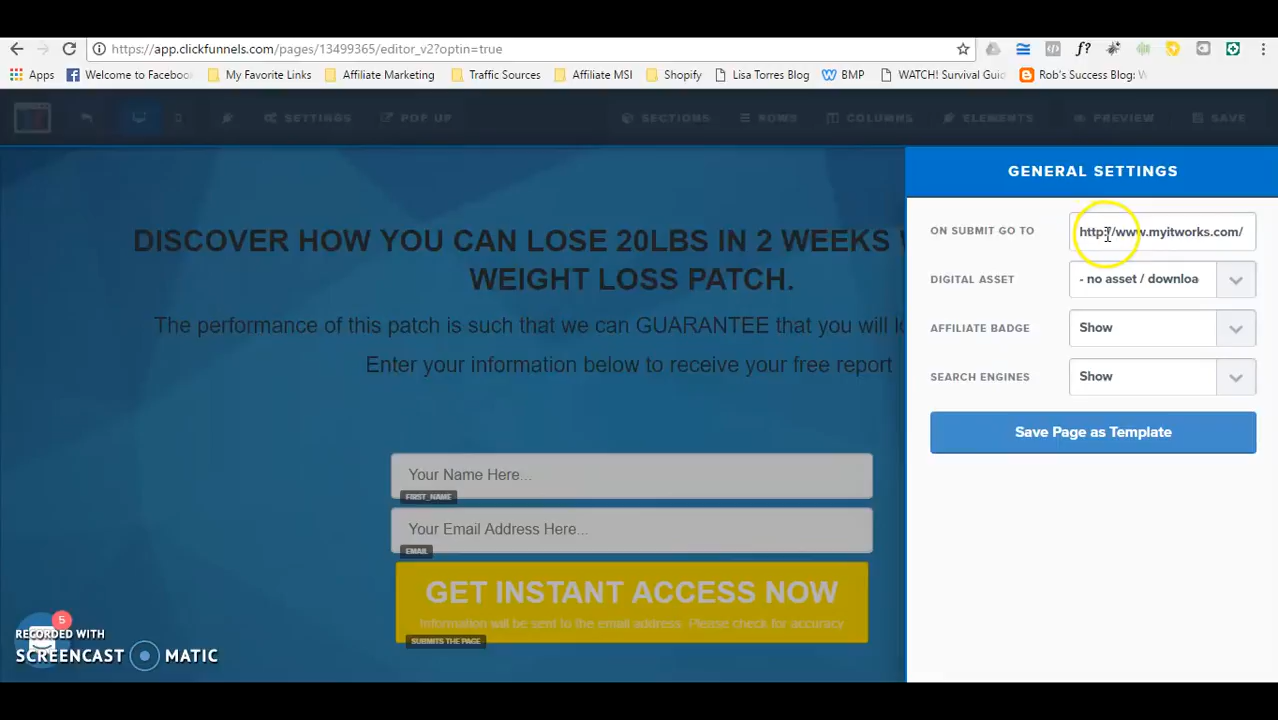 https://app.clickfunnels.com/pages/13499365/editor_v2?optin=true
Apps Welcome to Facebook My Favorite Links Affiliate Marketing Traffic Sources Affiliate MSI Shopify Lisa Torres Blog BMP WATCH! Survival Gui Rob's Success Blog:
SETTINGS POP UP SECTIONS ROWS COLUMNS ELEMENTS PREVIEW SAVE
GENERAL SETTINGS
ON SUBMIT GO TO http://www.myitworks.com/
DIGITAL ASSET - no asset / downloa
AFFILIATE BADGE Show
SEARCH ENGINES Show
Save Page as Template
DISCOVER HOW YOU CAN LOSE 20LBS IN 2 WEEKS
WEIGHT LOSS PATCH.
The performance of this patch is such that we can GUARANTEE that you will
Enter your information below to receive your free report
Your Name Here...
FIRST_NAME
Your Email Address Here...
EMAIL
GET INSTANT ACCESS NOW
Information will be sent to the email address. Please check for accuracy
SUBMITS THE PAGE
5
RECORDED WITH
SCREENCAST MATIC